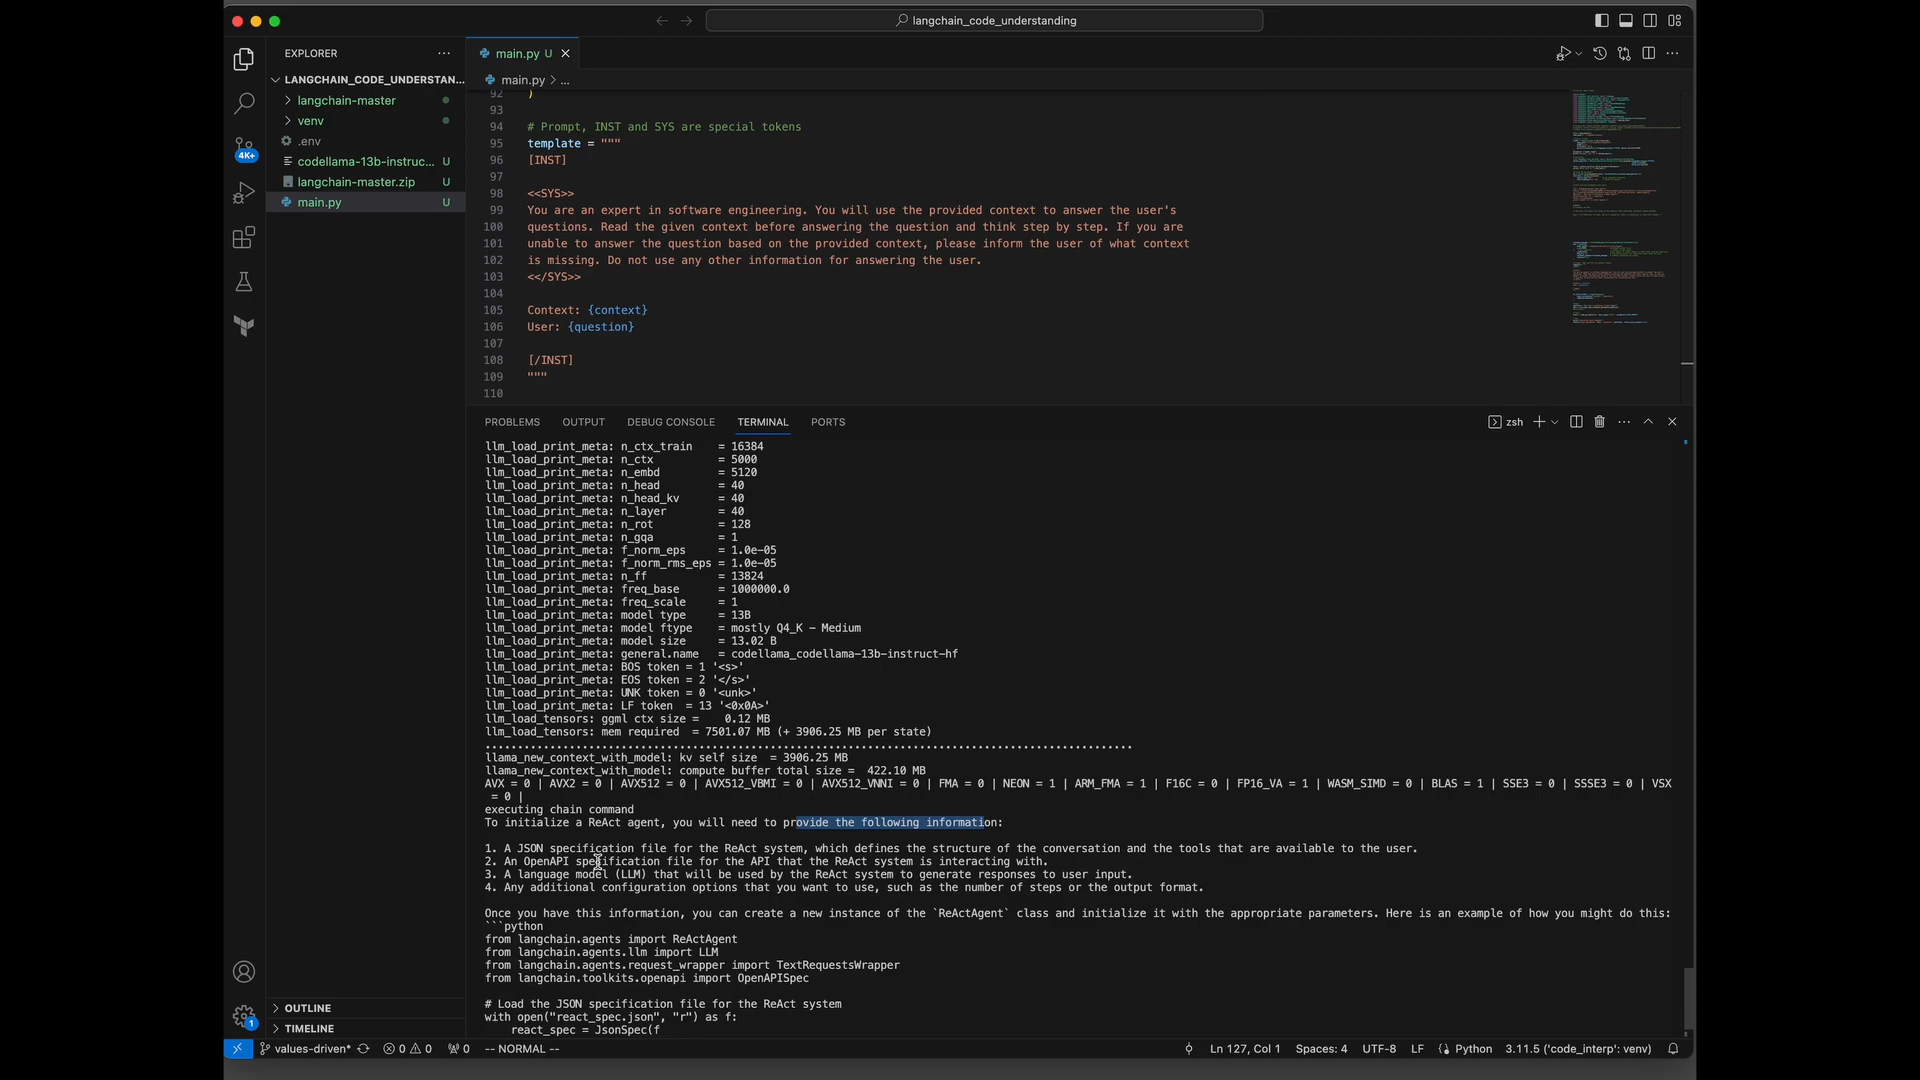 langchain_code_understanding
EXPLORER
main.py U
LANGCHAIN_CODE_UNDERSTAN...
main.py > ...
langchain-master
venv
.env
codellama-13b-instruc... U
langchain-master.zip U
main.py U
4K+
92 )
93
94 # Prompt, INST and SYS are special tokens
95 template = """
96 [INST]
97
98 <<SYS>>
99 You are an expert in software engineering. You will use the provided context to answer the user's
100 questions. Read the given context before answering the question and think step by step. If you are
101 unable to answer the question based on the provided context, please inform the user of what context
102 is missing. Do not use any other information for answering the user.
103 <</SYS>>
104
105 Context: {context}
106 User: {question}
107
108 [/INST]
109 """
110
PROBLEMS OUTPUT DEBUG CONSOLE TERMINAL PORTS
zsh
llm_load_print_meta: n_ctx_train = 16384
llm_load_print_meta: n_ctx = 5000
llm_load_print_meta: n_embd = 5120
llm_load_print_meta: n_head = 40
llm_load_print_meta: n_head_kv = 40
llm_load_print_meta: n_layer = 40
llm_load_print_meta: n_rot = 128
llm_load_print_meta: n_gqa = 1
llm_load_print_meta: f_norm_eps = 1.0e-05
llm_load_print_meta: f_norm_rms_eps = 1.0e-05
llm_load_print_meta: n_ff = 13824
llm_load_print_meta: freq_base = 1000000.0
llm_load_print_meta: freq_scale = 1
llm_load_print_meta: model type = 13B
llm_load_print_meta: model ftype = mostly Q4_K - Medium
llm_load_print_meta: model size = 13.02 B
llm_load_print_meta: general.name = codellama_codellama-13b-instruct-hf
llm_load_print_meta: BOS token = 1 '<s>'
llm_load_print_meta: EOS token = 2 '</s>'
llm_load_print_meta: UNK token = 0 '<unk>'
llm_load_print_meta: LF token = 13 '<0x0A>'
llm_load_tensors: ggml ctx size = 0.12 MB
llm_load_tensors: mem required = 7501.07 MB (+ 3906.25 MB per state)
....................................................................................................
llama_new_context_with_model: kv self size = 3906.25 MB
llama_new_context_with_model: compute buffer total size = 422.10 MB
AVX = 0 | AVX2 = 0 | AVX512 = 0 | AVX512_VBMI = 0 | AVX512_VNNI = 0 | FMA = 0 | NEON = 1 | ARM_FMA = 1 | F16C = 0 | FP16_VA = 1 | WASM_SIMD = 0 | BLAS = 1 | SSE3 = 0 | SSSE3 = 0 | VSX
= 0 |
executing chain command
To initialize a ReAct agent, you will need to provide the following information:
1. A JSON specification file for the ReAct system, which defines the structure of the conversation and the tools that are available to the user.
2. An OpenAPI specification file for the API that the ReAct system is interacting with.
3. A language model (LLM) that will be used by the ReAct system to generate responses to user input.
4. Any additional configuration options that you want to use, such as the number of steps or the output format.
Once you have this information, you can create a new instance of the `ReActAgent` class and initialize it with the appropriate parameters. Here is an example of how you might do this:
```python
from langchain.agents import ReActAgent
from langchain.agents.llm import LLM
from langchain.agents.request_wrapper import TextRequestsWrapper
from langchain.toolkits.openapi import OpenAPISpec
# Load the JSON specification file for the ReAct system
with open("react_spec.json", "r") as f:
react_spec = JsonSpec(f
OUTLINE
TIMELINE
1
values-driven* 0 0 0 -- NORMAL -- Ln 127, Col 1 Spaces: 4 UTF-8 LF Python 3.11.5 ('code_interp': venv)